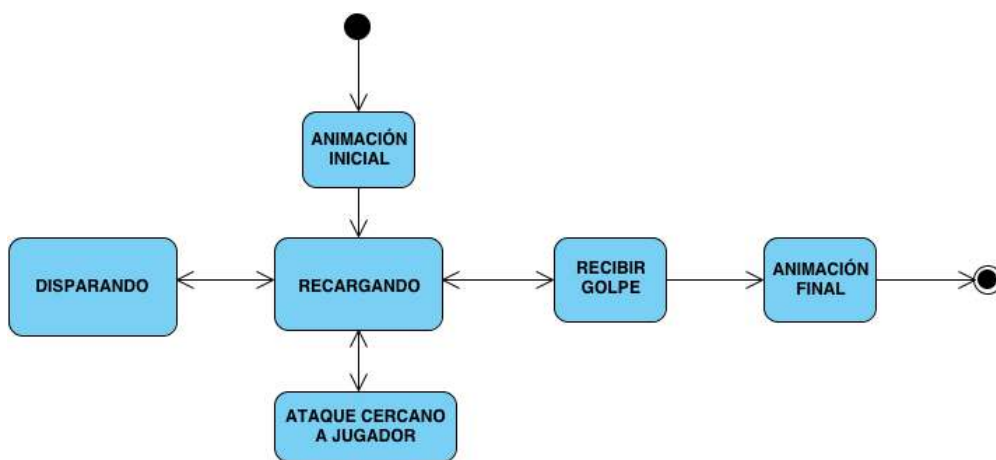 ANIMACIÓN
INICIAL
DISPARANDO
RECARGANDO
RECIBIR
GOLPE
ANIMACIÓN
FINAL
ATAQUE CERCANO
A JUGADOR